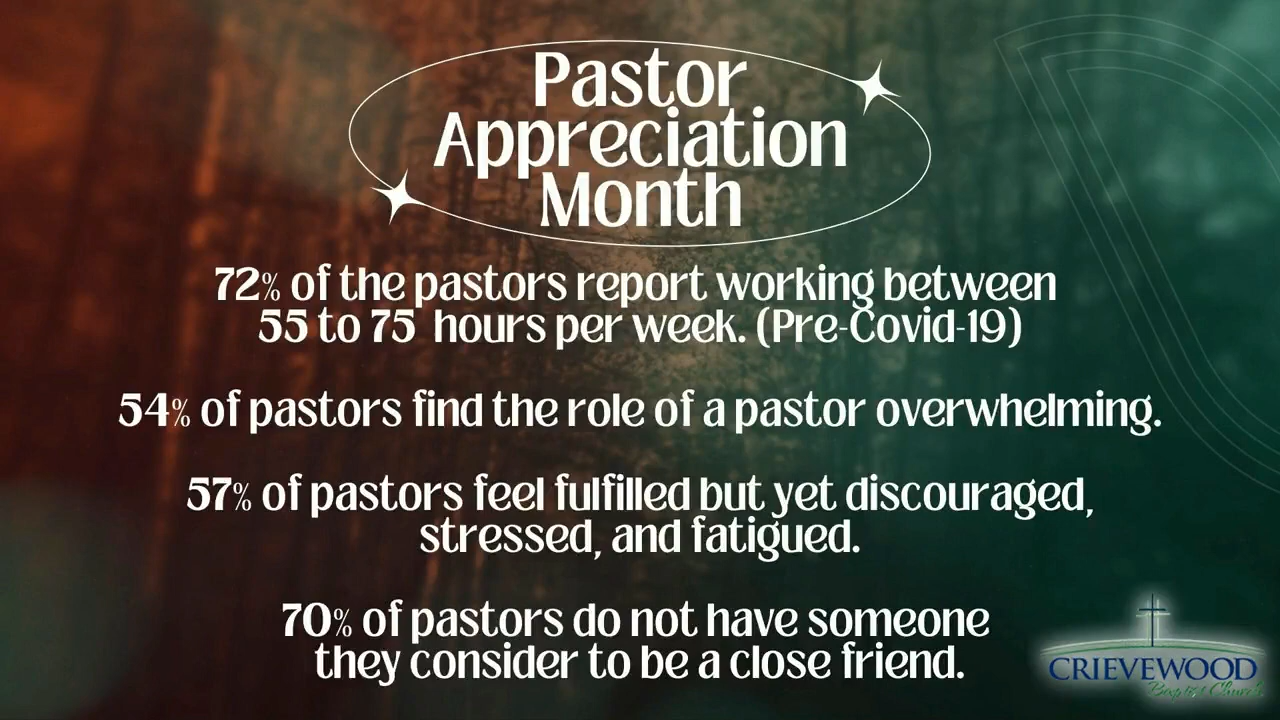 Pastor
Appreciation
Month
72% of the pastors report working between
55 to 75 hours per week. (Pre-Covid-19)
54% of pastors find the role of a pastor overwhelming.
57% of pastors feel fulfilled but yet discouraged,
stressed, and fatigued.
70% of pastors do not have someone
they consider to be a close friend.
CRIEVEWOOD
Baptist Church